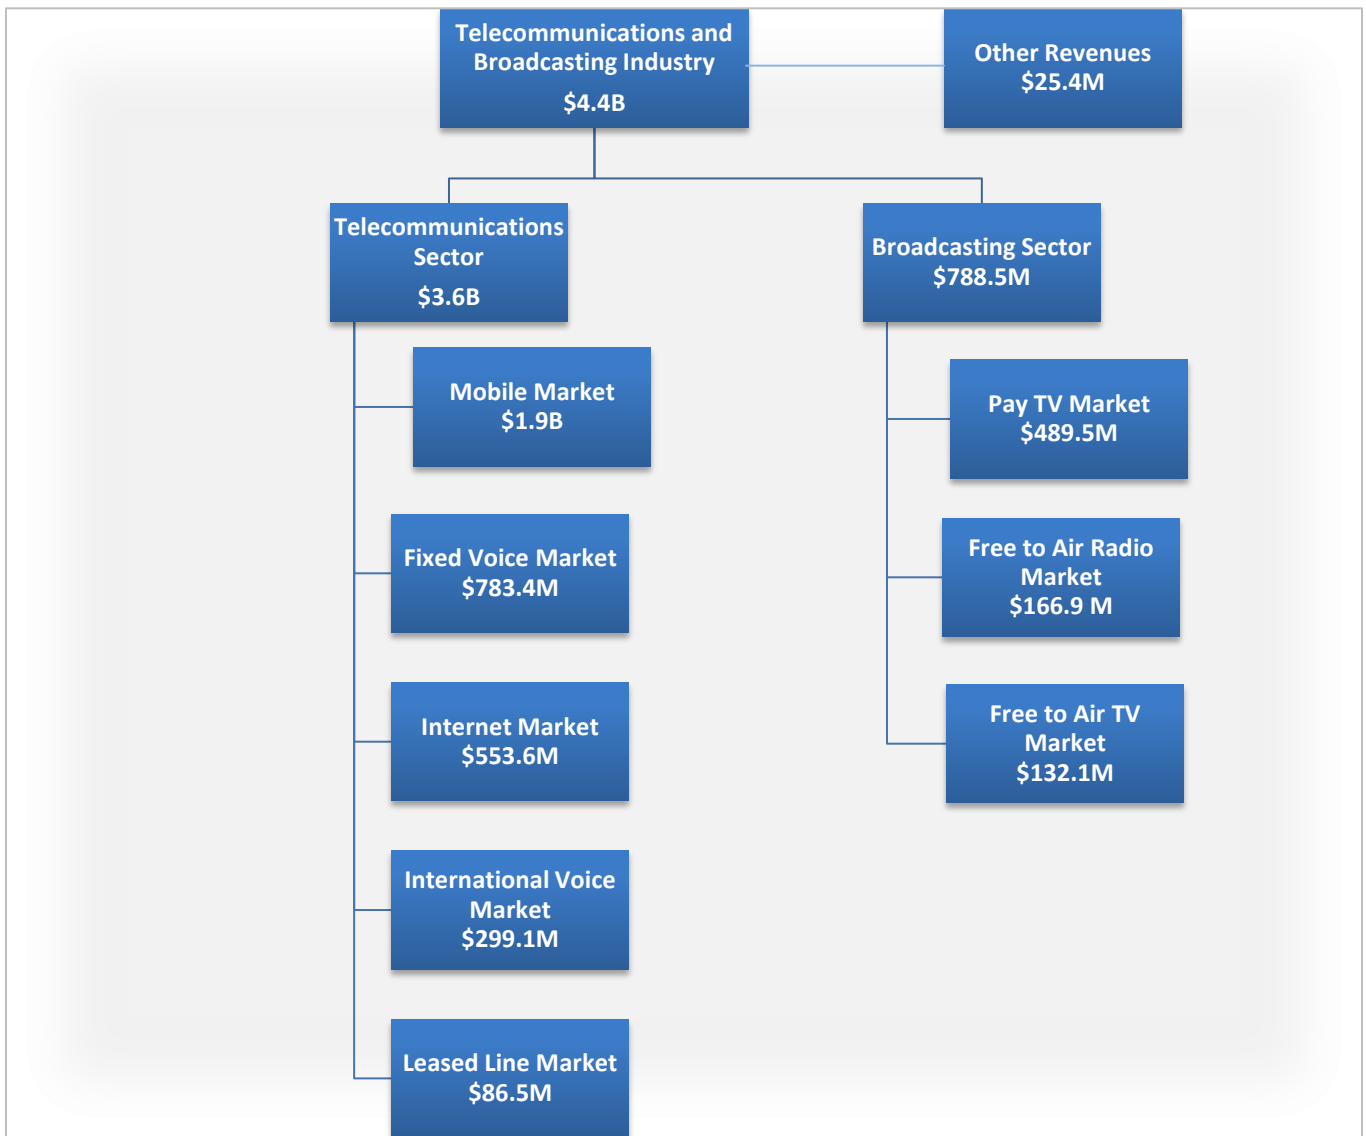 Telecommunications and
Broadcasting Industry
$4.4B
Other Revenues
$25.4M
Telecommunications
Sector
$3.6B
Broadcasting Sector
$788.5M
Mobile Market
$1.9B
Pay TV Market
$489.5M
Fixed Voice Market
$783.4M
Free to Air Radio
Market
$166.9 M
Internet Market
$553.6M
Free to Air TV
Market
$132.1M
International Voice
Market
$299.1M
Leased Line Market
$86.5M